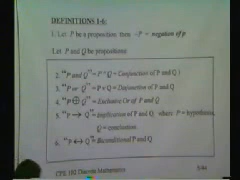 DEFINITIONS 1-6:
1. Let P be a proposition, then ¬P = negation of p
Let P and Q be propositions
2. "P and Q" = P ^ Q = Conjunction of P and Q )
3. "P or Q" = P v Q = Disjunction of P and Q
4. "P ⊕ Q" = Exclusive Or of P and Q
5. "P → Q" = Implication of P and Q, where P = hypothesis,
Q = conclusion.
6. "P ↔ Q" = Biconditional P and Q
CPS 102 Discrete Mathematics